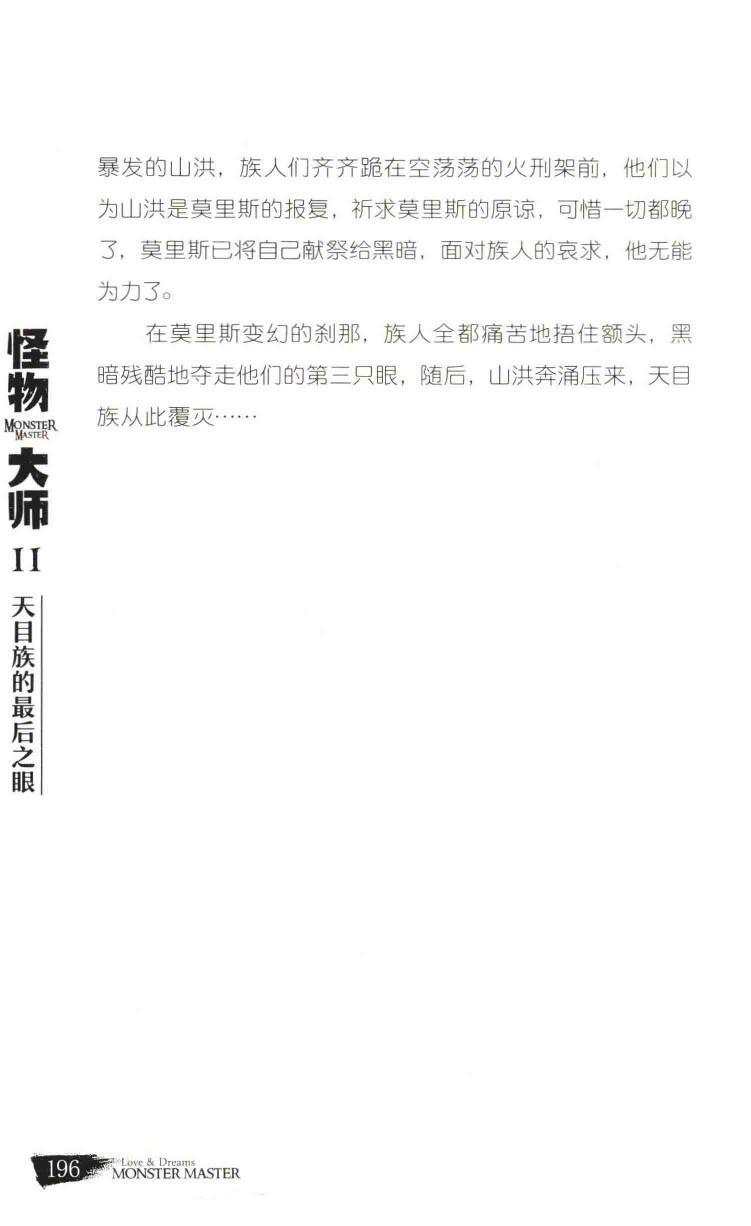 暴发的山洪，族人们齐齐跪在空荡荡的火刑架前，他们以
为山洪是莫里斯的报复，祈求莫里斯的原谅，可惜一切都晚
了，莫里斯已将自己献祭给黑暗，面对族人的哀求，他无能
为力了。
在莫里斯变幻的刹那，族人全都痛苦地捂住额头，黑
暗残酷地夺走他们的第三只眼，随后，山洪奔涌压来，天目
族从此覆灭……
怪物
MONSTER
MASTER
大师
11
天目族的最后之眼
196
Love & Dreams
MONSTER MASTER